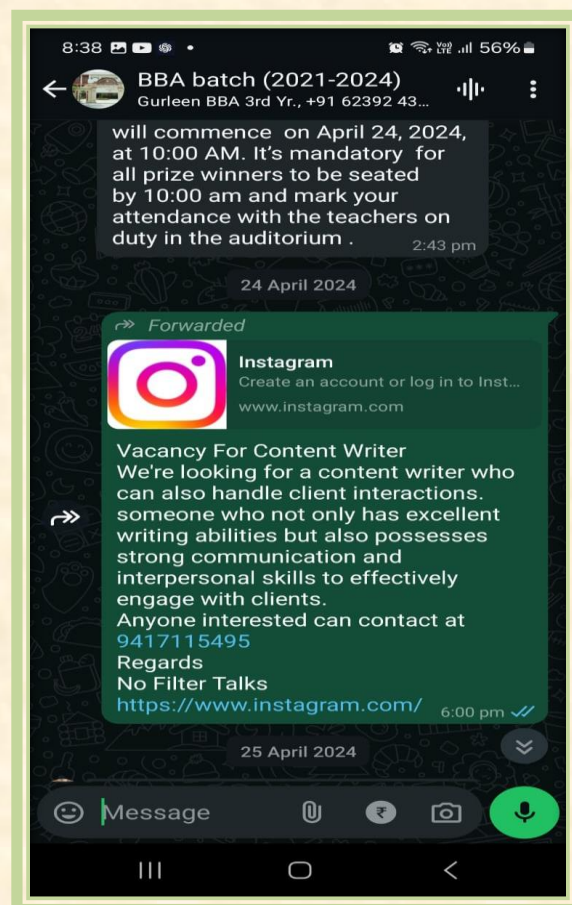 8:38
56%
BBA batch (2021-2024)
Gurleen BBA 3rd Yr., +91 62392 43...
will commence on April 24, 2024,
at 10:00 AM. It's mandatory for
all prize winners to be seated
by 10:00 am and mark your
attendance with the teachers on
duty in the auditorium .
2:43 pm
24 April 2024
Forwarded
Instagram
Create an account or log in to Inst...
www.instagram.com
Vacancy For Content Writer
We're looking for a content writer who
can also handle client interactions.
someone who not only has excellent
writing abilities but also possesses
strong communication and
interpersonal skills to effectively
engage with clients.
Anyone interested can contact at
9417115495
Regards
No Filter Talks
https://www.instagram.com/ 6:00 pm
25 April 2024
Message